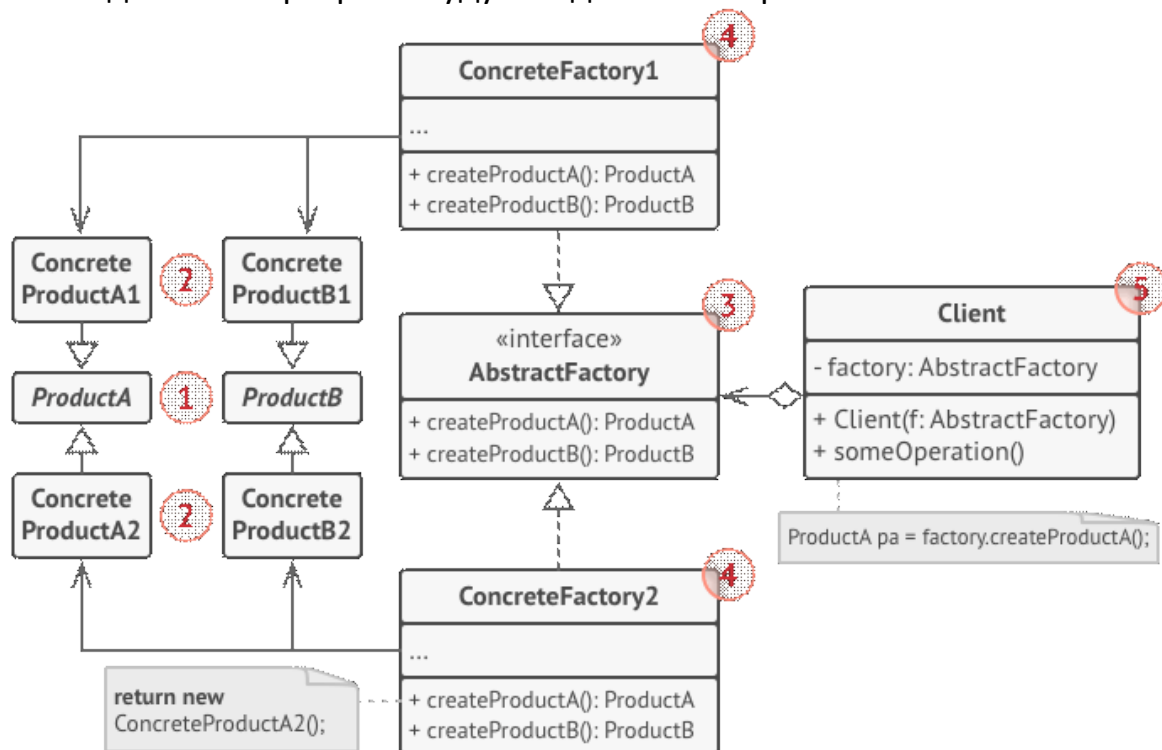 4
ConcreteFactory1
...
+ createProductA(): ProductA
+ createProductB(): ProductB
Concrete
ProductA1
2
Concrete
ProductB1
3
5
«interface»
AbstractFactory
Client
ProductA
1
ProductB
- factory: AbstractFactory
+ createProductA(): ProductA
+ createProductB(): ProductB
+ Client(f: AbstractFactory)
+ someOperation()
Concrete
ProductA2
2
Concrete
ProductB2
ProductA pa = factory.createProductA();
4
ConcreteFactory2
...
return new
ConcreteProductA2();
+ createProductA(): ProductA
+ createProductB(): ProductB